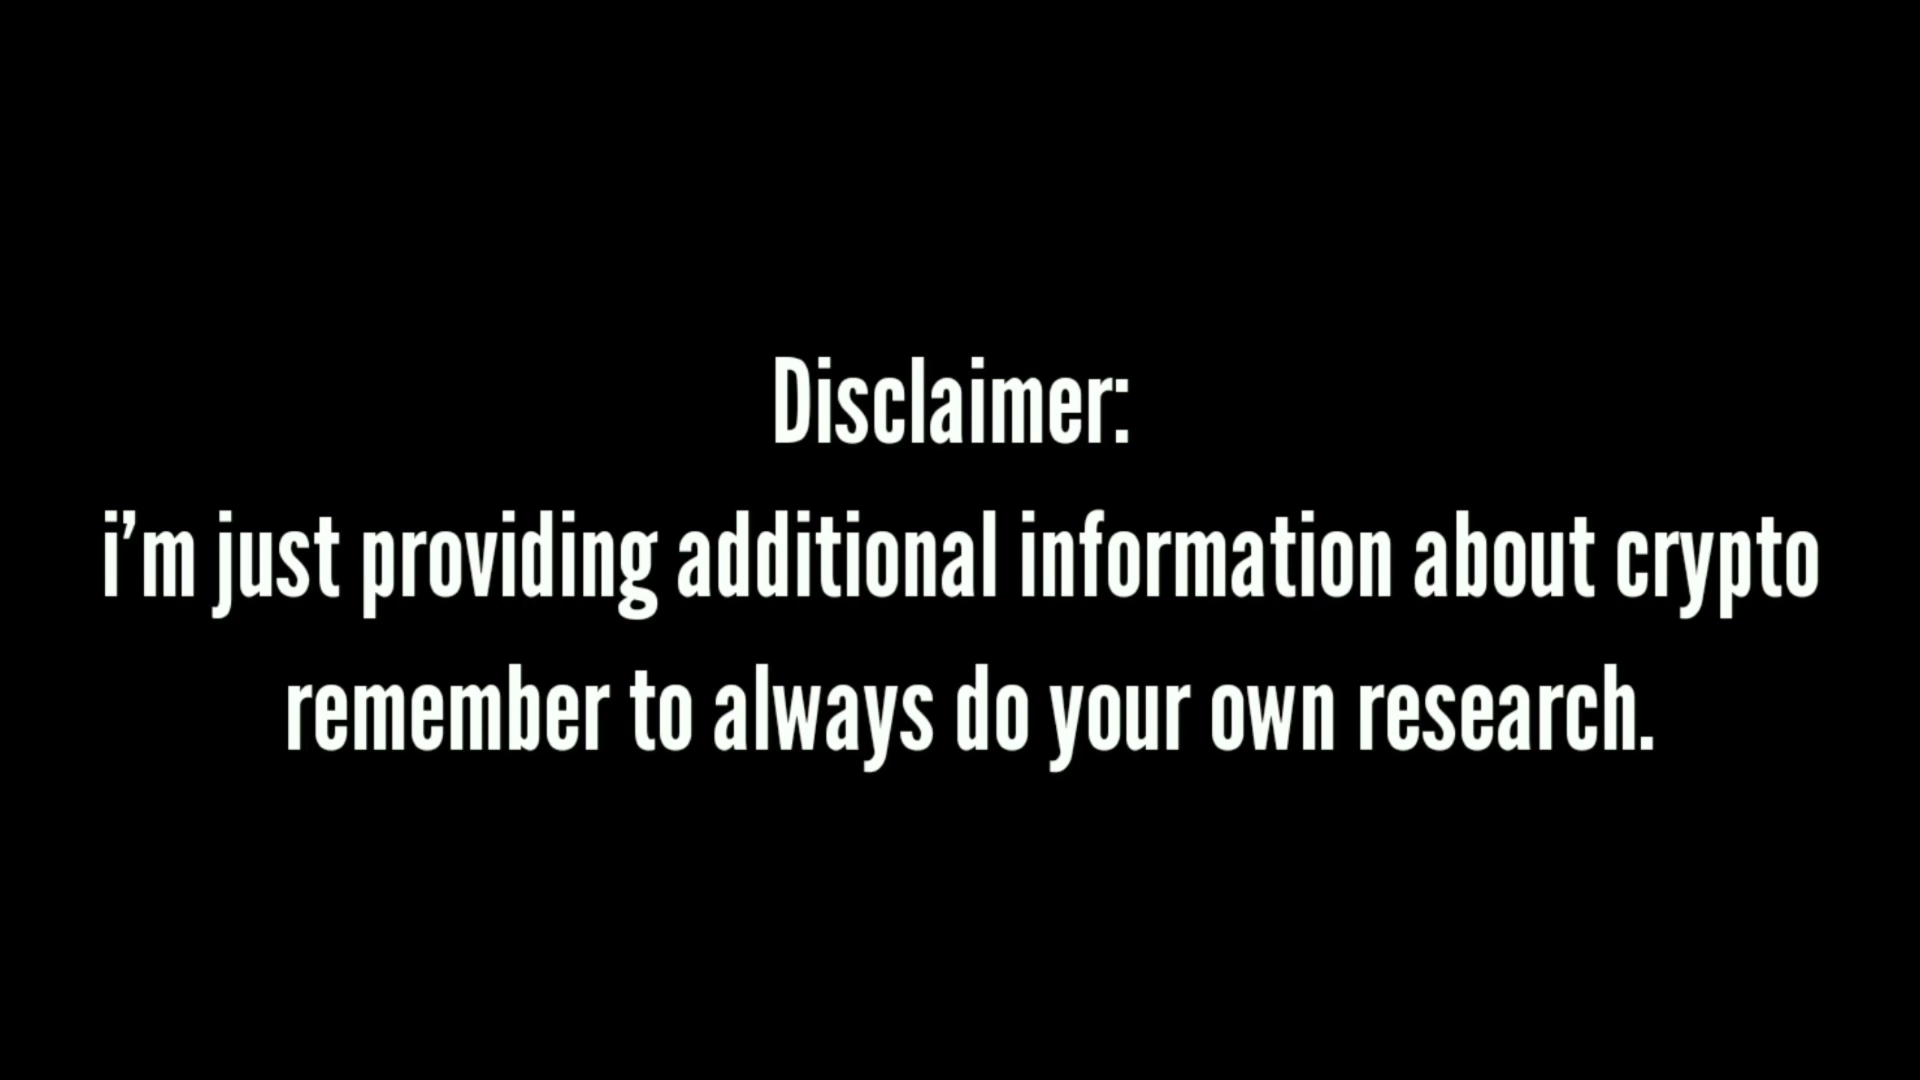 Disclaimer:
i'm just providing additional information about crypto
remember to always do your own research.